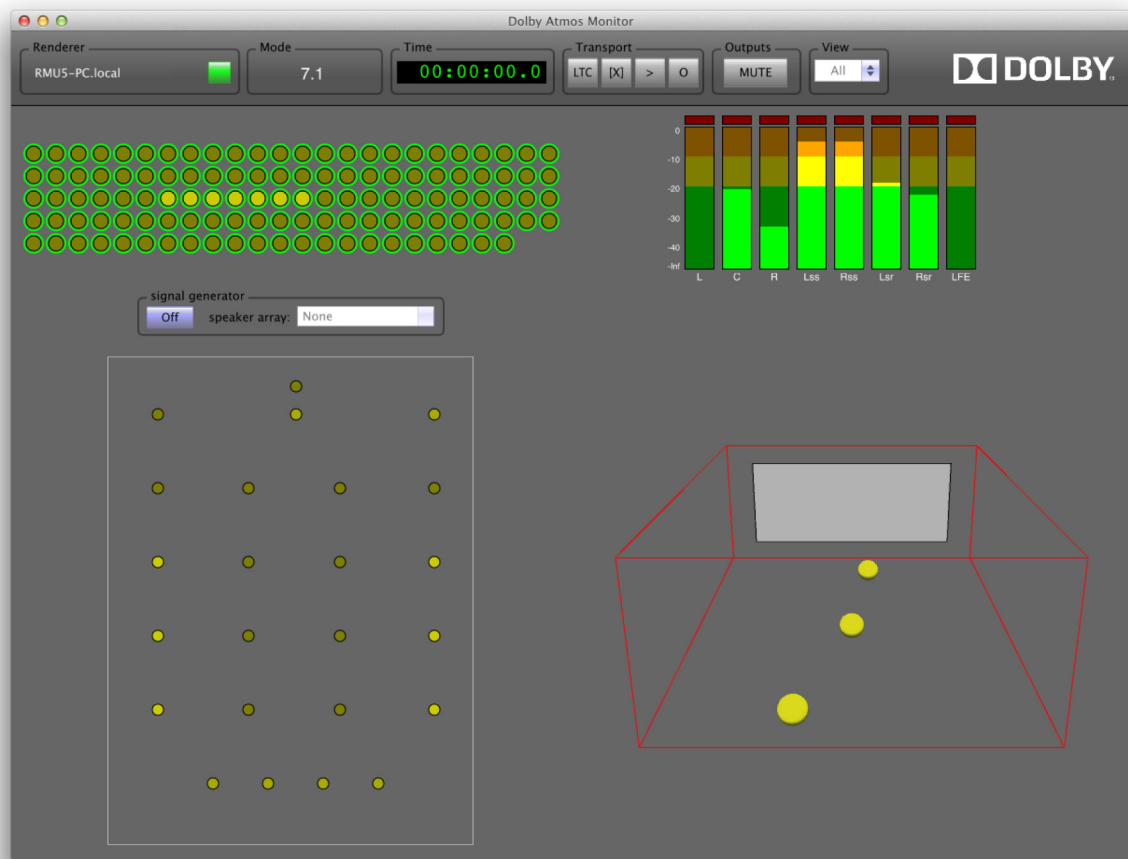 Dolby Atmos Monitor
Renderer
RMU5-PC.local
Mode
7.1
Time
00:00:00.0
Transport
LTC [X] > O
Outputs
MUTE
View
All
DOLBY
0
-10
-20
-30
-40
-Inf
L C R Lss Rss Lsr Rsr LFE
signal generator
Off speaker array: None